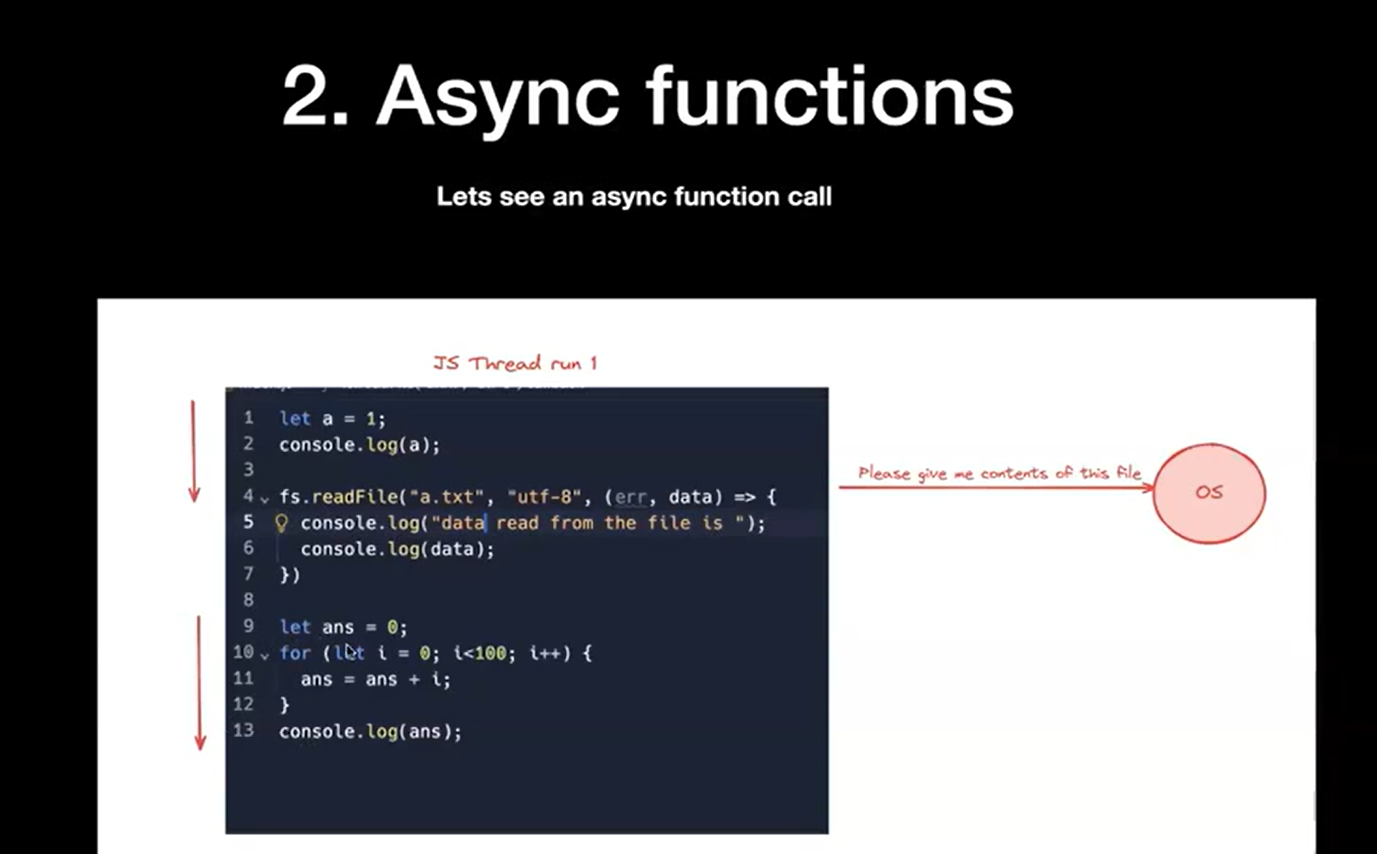 2. Async functions
Lets see an async function call
JS Thread run 1
1 let a = 1;
2 console.log(a);
3
4 fs.readFile("a.txt", "utf-8", (err, data) => {
5 console.log("data read from the file is ");
6 console.log(data);
7 })
8
9 let ans = 0;
10 for (let i = 0; i<100; i++) {
11 ans = ans + i;
12 }
13 console.log(ans);
Please give me contents of this file
OS